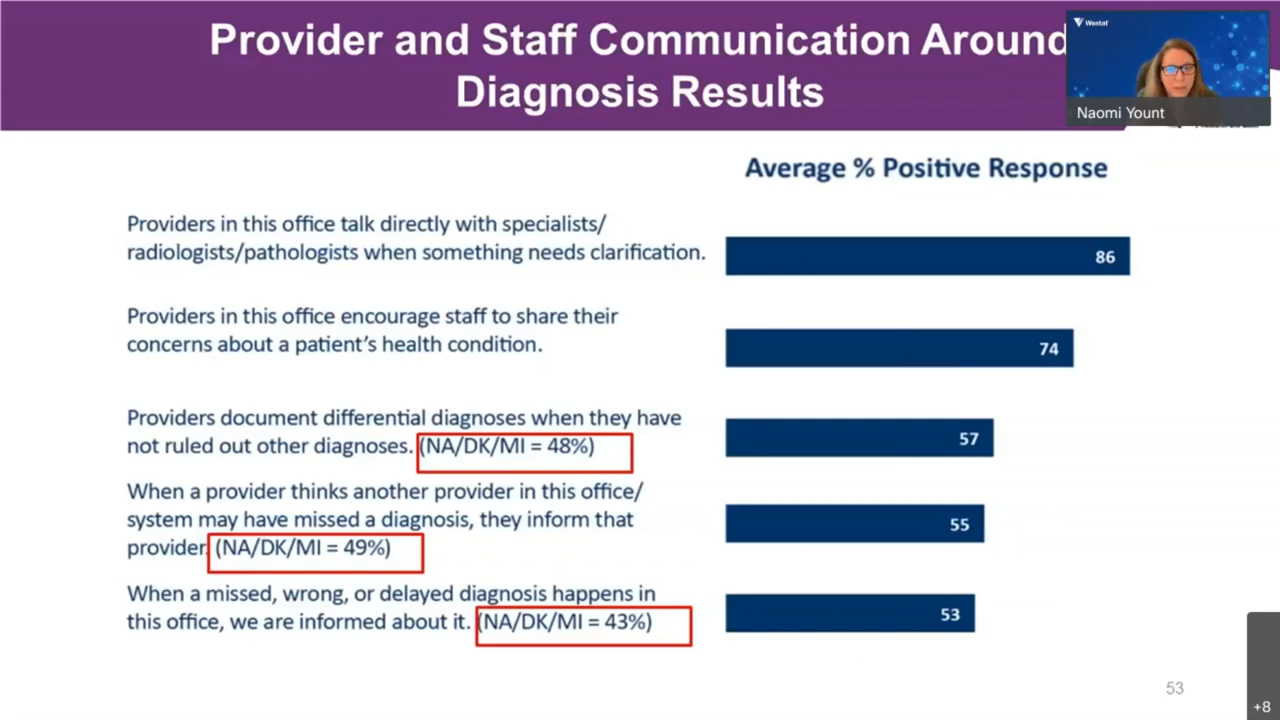 Provider and Staff Communication Around
Diagnosis Results
Westat
Naomi Yount
Average % Positive Response
Providers in this office talk directly with specialists/
radiologists/pathologists when something needs clarification.
86
Providers in this office encourage staff to share their
concerns about a patient's health condition.
74
Providers document differential diagnoses when they have
not ruled out other diagnoses. (NA/DK/MI = 48%)
57
When a provider thinks another provider in this office/
system may have missed a diagnosis, they inform that
provider. (NA/DK/MI = 49%)
55
When a missed, wrong, or delayed diagnosis happens in
this office, we are informed about it. (NA/DK/MI = 43%)
53
53
+8